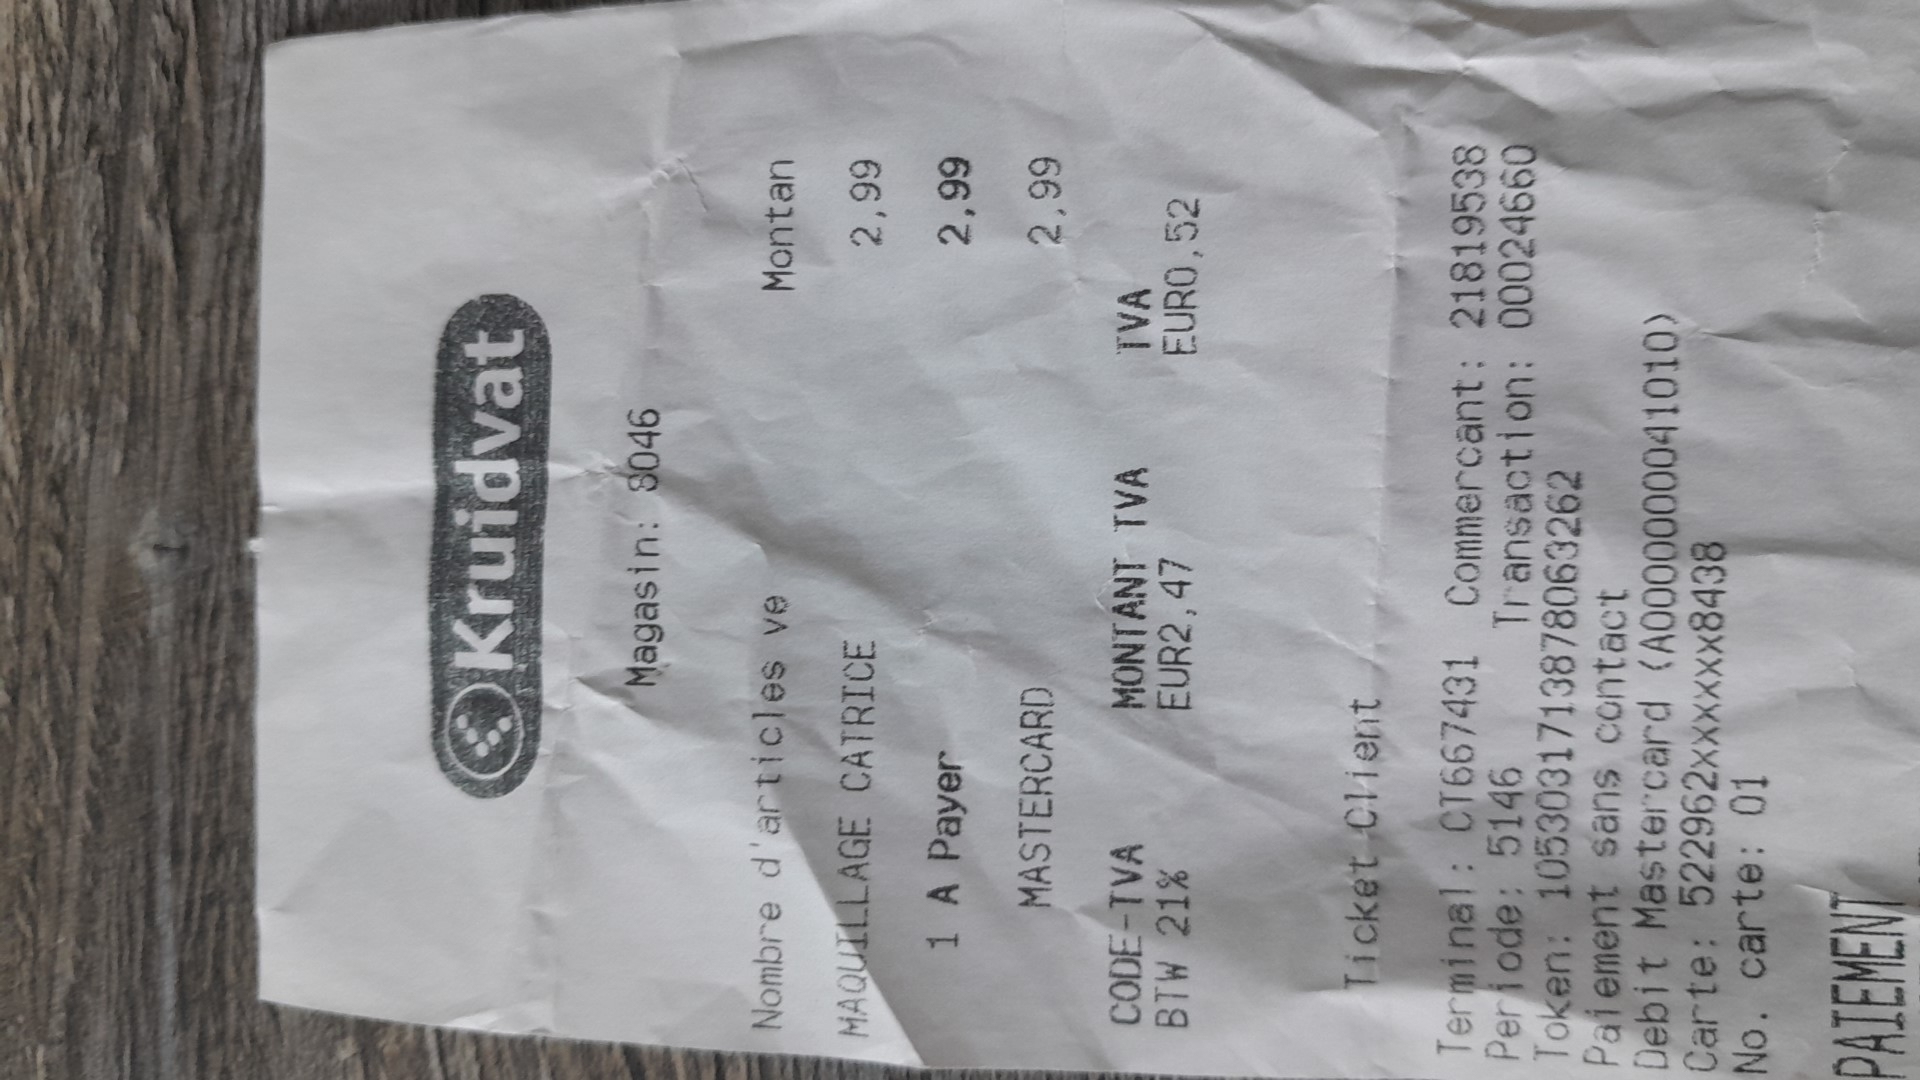 Kruidvat
Magasin: 8046
Nombre d'articles ve Montan
MAQUILLAGE CATRICE 2,99
1 A Payer 2,99
MASTERCARD 2,99
CODE-TVA MONTANT TVA TVA
BTW 21% EUR2,47 EUR0,52
Ticket Client
Terminal: CT667431 Commercant: 21819538
Periode: 5146 Transaction: 00024660
Token: 1053031713878063262
Paiement sans contact
Debit Mastercard (A0000000041010)
Carte: 522962xxxxxx8438
No. carte: 01
PAIEMENT